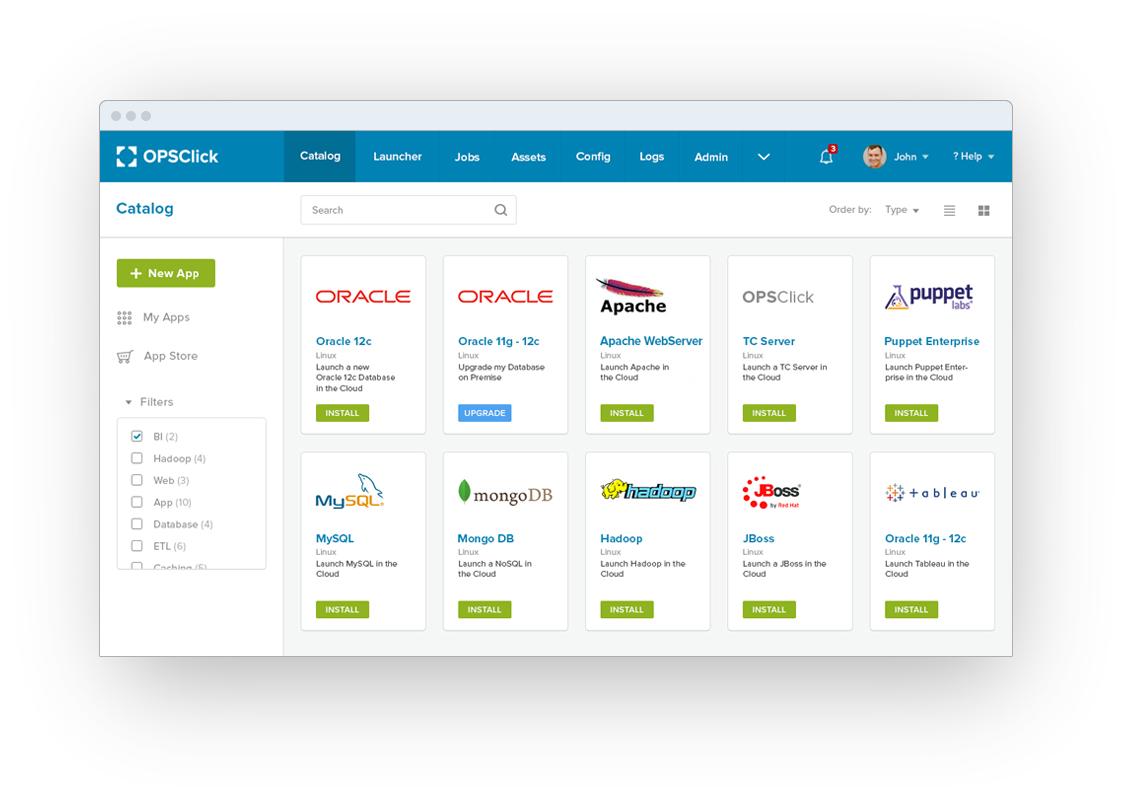 OPSClick
Catalog
Launcher
Jobs
Assets
Config
Logs
Admin
3
John
? Help
Catalog
Search
Order by:
Type
+ New App
My Apps
App Store
Filters
BI (2)
Hadoop (4)
Web (3)
App (10)
Database (4)
ETL (6)
Caching (5)
ORACLE
Oracle 12c
Linux
Launch a new
Oracle 12c Database
in the Cloud
INSTALL
ORACLE
Oracle 11g - 12c
Linux
Upgrade my Database
on Premise
UPGRADE
Apache
Apache WebServer
Linux
Launch Apache in
the Cloud
INSTALL
OPSClick
TC Server
Linux
Launch a TC Server in
the Cloud
INSTALL
puppet
labs
Puppet Enterprise
Linux
Launch Puppet Enter-
prise in the Cloud
INSTALL
MySQL
MySQL
Linux
Launch MySQL in the
Cloud
INSTALL
mongoDB
Mongo DB
Linux
Launch a NoSQL in
the Cloud
INSTALL
hadoop
Hadoop
Linux
Launch Hadoop in the
Cloud
INSTALL
JBoss
by Red Hat
JBoss
Linux
Launch a JBoss in the
Cloud
INSTALL
tableau
Oracle 11g - 12c
Linux
Launch Tableau in the
Cloud
INSTALL